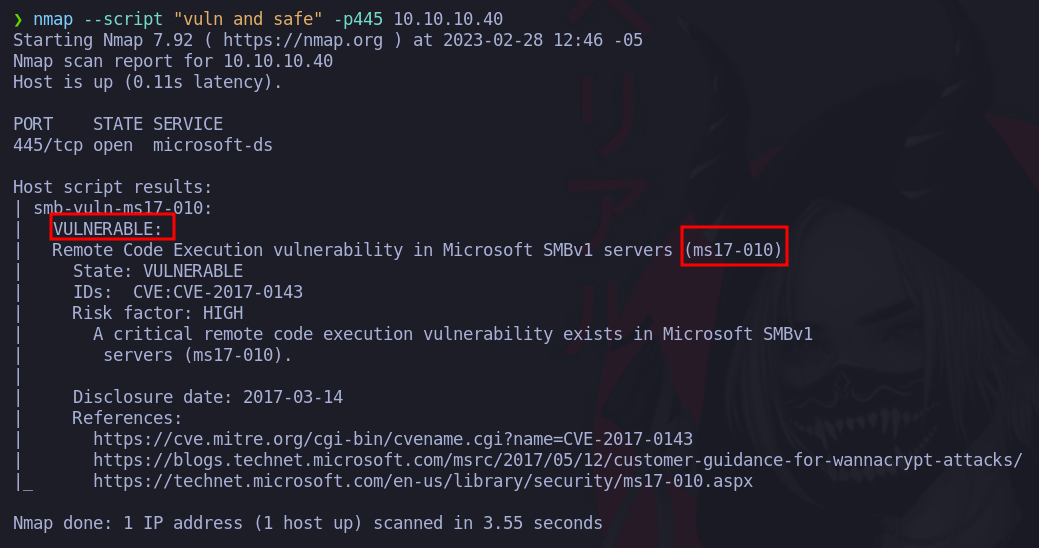 ❯ nmap --script "vuln and safe" -p445 10.10.10.40
Starting Nmap 7.92 ( https://nmap.org ) at 2023-02-28 12:46 -05
Nmap scan report for 10.10.10.40
Host is up (0.11s latency).
PORT    STATE SERVICE
445/tcp open  microsoft-ds
Host script results:
| smb-vuln-ms17-010:
|   VULNERABLE:
|   Remote Code Execution vulnerability in Microsoft SMBv1 servers (ms17-010)
|     State: VULNERABLE
|     IDs:  CVE:CVE-2017-0143
|     Risk factor: HIGH
|       A critical remote code execution vulnerability exists in Microsoft SMBv1
|        servers (ms17-010).
|
|     Disclosure date: 2017-03-14
|     References:
|       https://cve.mitre.org/cgi-bin/cvename.cgi?name=CVE-2017-0143
|       https://blogs.technet.microsoft.com/msrc/2017/05/12/customer-guidance-for-wannacrypt-attacks/
|_      https://technet.microsoft.com/en-us/library/security/ms17-010.aspx
Nmap done: 1 IP address (1 host up) scanned in 3.55 seconds